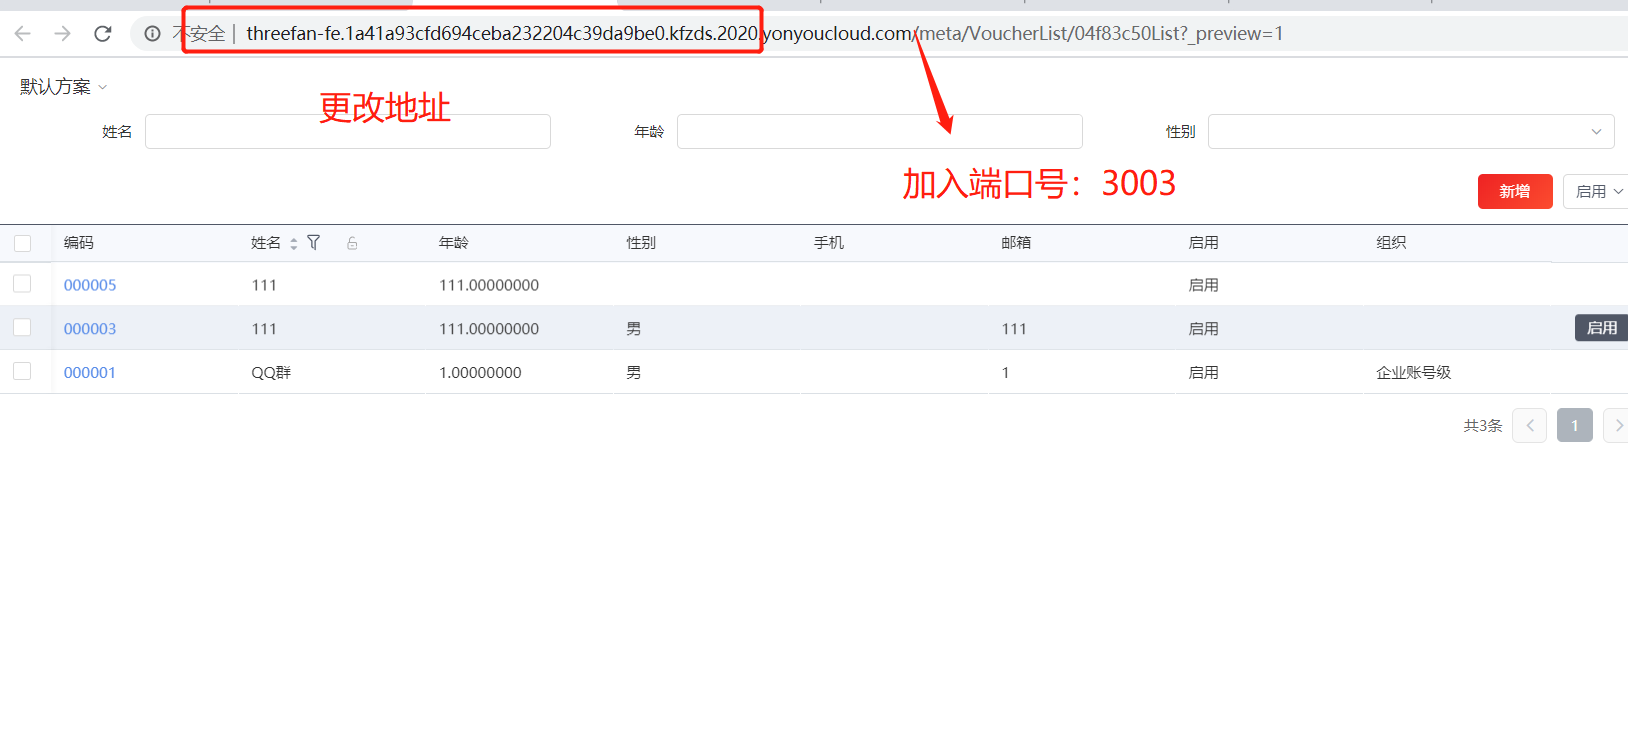 不安全 | threefan-fe.1a41a93cfd694ceba232204c39da9be0.kfzds.2020.yonyoucloud.com/meta/VoucherList/04f83c50List?_preview=1
默认方案
更改地址
姓名 年龄 性别
加入端口号：3003
新增 启用
编码 姓名 年龄 性别 手机 邮箱 启用 组织
000005 111 111.00000000 启用
000003 111 111.00000000 男 111 启用 启用
000001 QQ群 1.00000000 男 1 启用 企业账号级
共3条 1